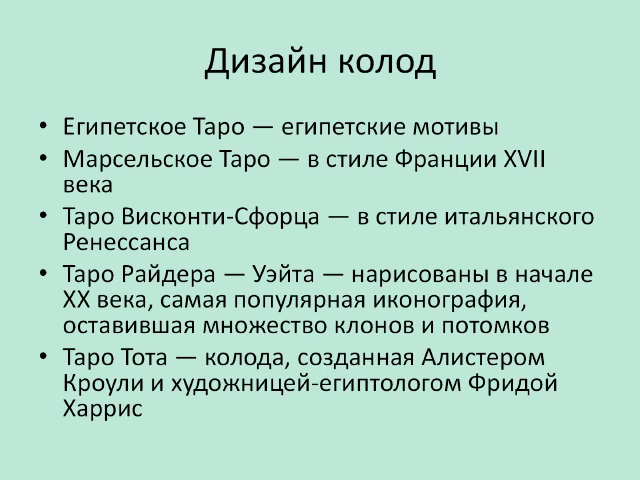 Дизайн колод
• Египетское Таро — египетские мотивы
• Марсельское Таро — в стиле Франции XVII
века
• Таро Висконти-Сфорца — в стиле итальянского
Ренессанса
• Таро Райдера — Уэйта — нарисованы в начале
XX века, самая популярная иконография,
оставившая множество клонов и потомков
• Таро Тота — колода, созданная Алистером
Кроули и художницей-египтологом Фридой
Харрис